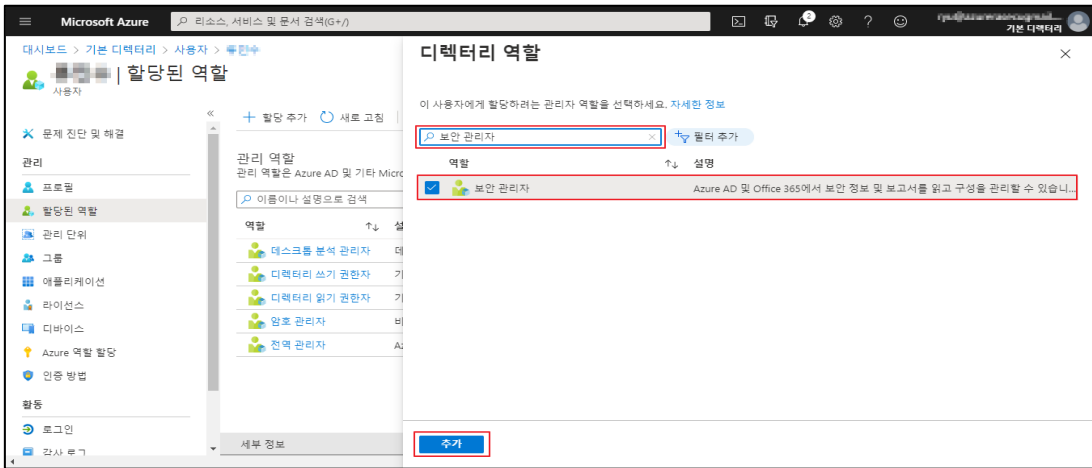 Microsoft Azure
리소스, 서비스 및 문서 검색(G+/)
2
기본 디렉터리
대시보드 > 기본 디렉터리 > 사용자 >
| 할당된 역할
사용자
문제 진단 및 해결
관리
프로필
할당된 역할
관리 단위
그룹
애플리케이션
라이선스
디바이스
Azure 역할 할당
인증 방법
활동
로그인
감사 로그
할당 추가 새로 고침
관리 역할
관리 역할은 Azure AD 및 기타 Micro
이름이나 설명으로 검색
역할
데스크톱 분석 관리자
디렉터리 쓰기 권한자
디렉터리 읽기 권한자
암호 관리자
전역 관리자
세부 정보
디렉터리 역할
이 사용자에게 할당하려는 관리자 역할을 선택하세요. 자세한 정보
보안 관리자
필터 추가
역할 설명
보안 관리자 Azure AD 및 Office 365에서 보안 정보 및 보고서를 읽고 구성을 관리할 수 있습니...
추가